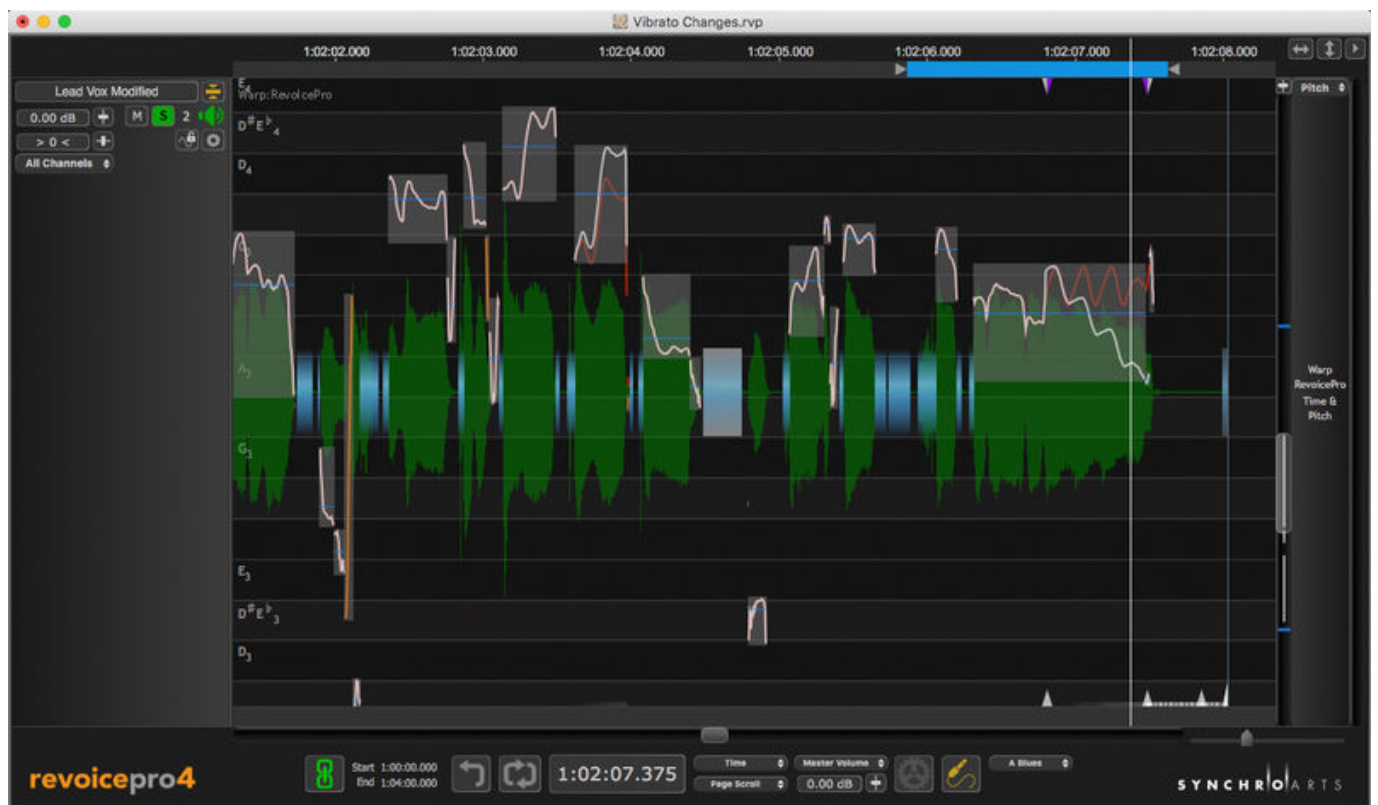 Vibrato Changes.rvp
1:02:02.000 1:02:03.000 1:02:04.000 1:02:05.000 1:02:06.000 1:02:07.000 1:02:08.000
Lead Vox Modified
0.00 dB M S 2
> 0 <
All Channels
E4
Warp:RevoicePro
D#E♭4
D4
A3
G3
E3
D#E♭3
D3
Pitch
Warp
RevoicePro
Time &
Pitch
revoicepro4
Start 1:00:00.000
End 1:04:00.000
1:02:07.375
Time
Page Scroll
Master Volume
0.00 dB
A Blues
SYNCHRO ARTS